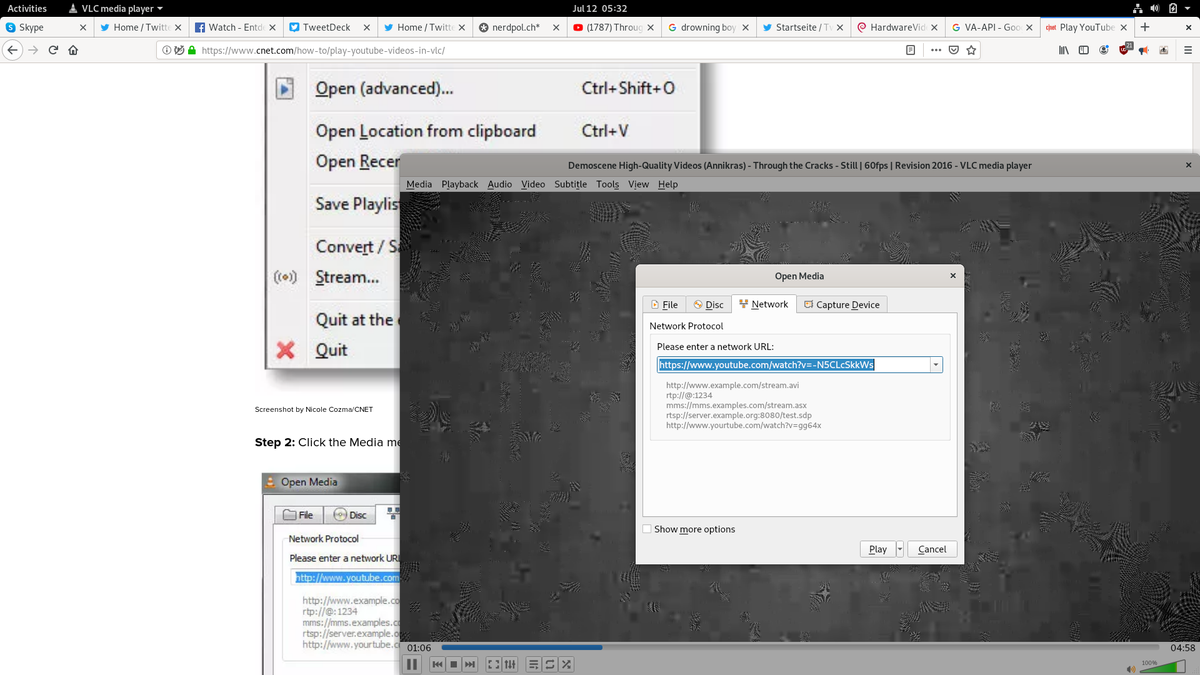 Activities VLC media player Jul 12 05:32
Skype Home / Twitte Watch - Entde TweetDeck Home / Twitte nerdpol.ch* (1787) Throug drowning boy Startseite / Tw HardwareVid VA-API - Goo Play YouTube
https://www.cnet.com/how-to/play-youtube-videos-in-vlc/ 21
Open (advanced)... Ctrl+Shift+O
Open Location from clipboard Ctrl+V
Open Recen
Save Playlis
Convert / Sa
Stream...
Quit at the
Quit
Screenshot by Nicole Cozma/CNET
Step 2: Click the Media me
Open Media
File Disc
Network Protocol
Please enter a network URL
http://www.youtube.com
http://www.example.co
rtp://@:1234
mms://mms.examples.c
rtsp://server.example.o
http://www.yourtube.c
Demoscene High-Quality Videos (Annikras) - Through the Cracks - Still | 60fps | Revision 2016 - VLC media player
Media Playback Audio Video Subtitle Tools View Help
Open Media
File Disc Network Capture Device
Network Protocol
Please enter a network URL:
https://www.youtube.com/watch?v=-N5CLcSkkWs
http://www.example.com/stream.avi
rtp://@:1234
mms://mms.examples.com/stream.asx
rtsp://server.example.org:8080/test.sdp
http://www.yourtube.com/watch?v=gg64x
Show more options
Play Cancel
01:06 04:58
100%